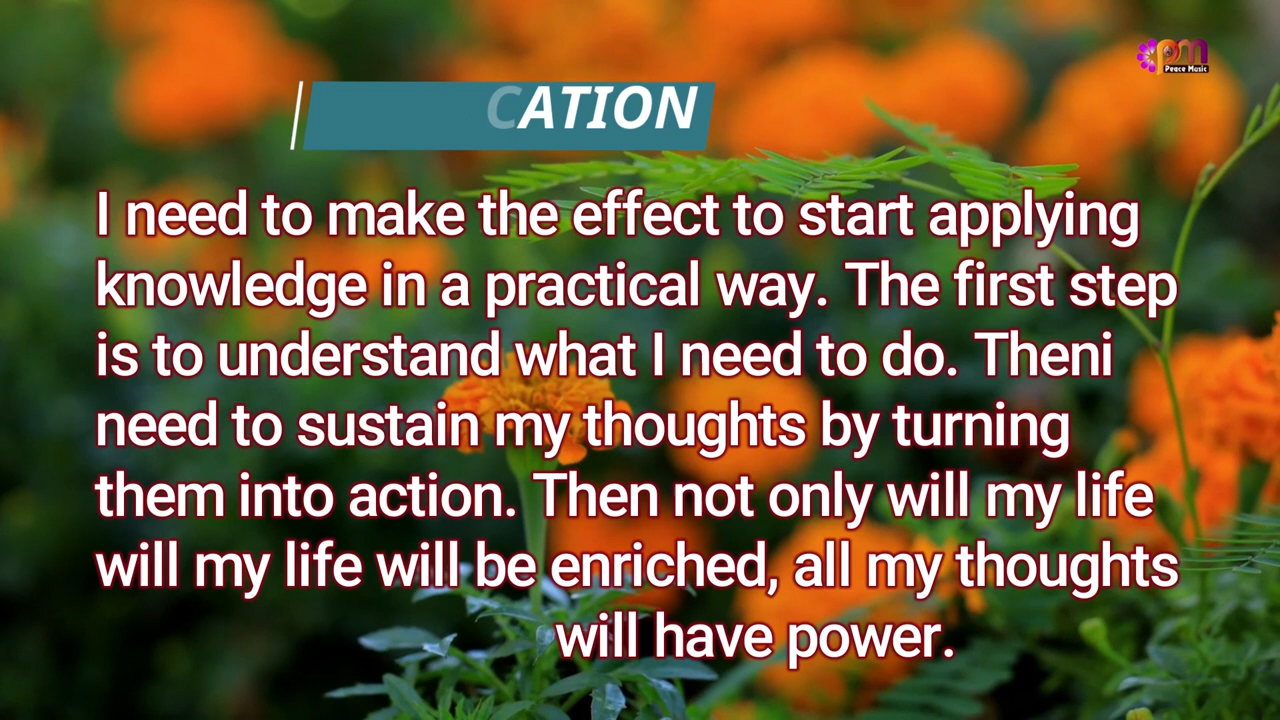 CATION
pm
Peace Music
I need to make the effect to start applying
knowledge in a practical way. The first step
is to understand what I need to do. Theni
need to sustain my thoughts by turning
them into action. Then not only will my life
will my life will be enriched, all my thoughts
will have power.